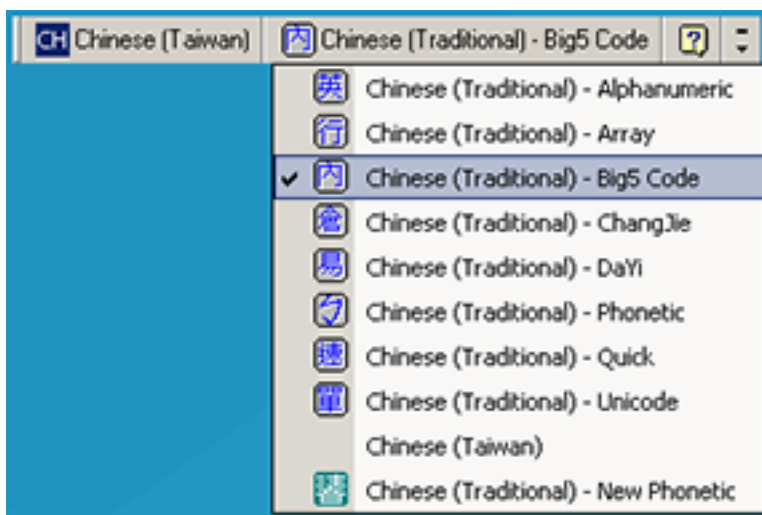 CH Chinese (Taiwan) 內 Chinese (Traditional) - Big5 Code ?
英 Chinese (Traditional) - Alphanumeric
行 Chinese (Traditional) - Array
內 Chinese (Traditional) - Big5 Code
倉 Chinese (Traditional) - ChangJie
易 Chinese (Traditional) - DaYi
ㄅ Chinese (Traditional) - Phonetic
速 Chinese (Traditional) - Quick
單 Chinese (Traditional) - Unicode
Chinese (Taiwan)
Chinese (Traditional) - New Phonetic